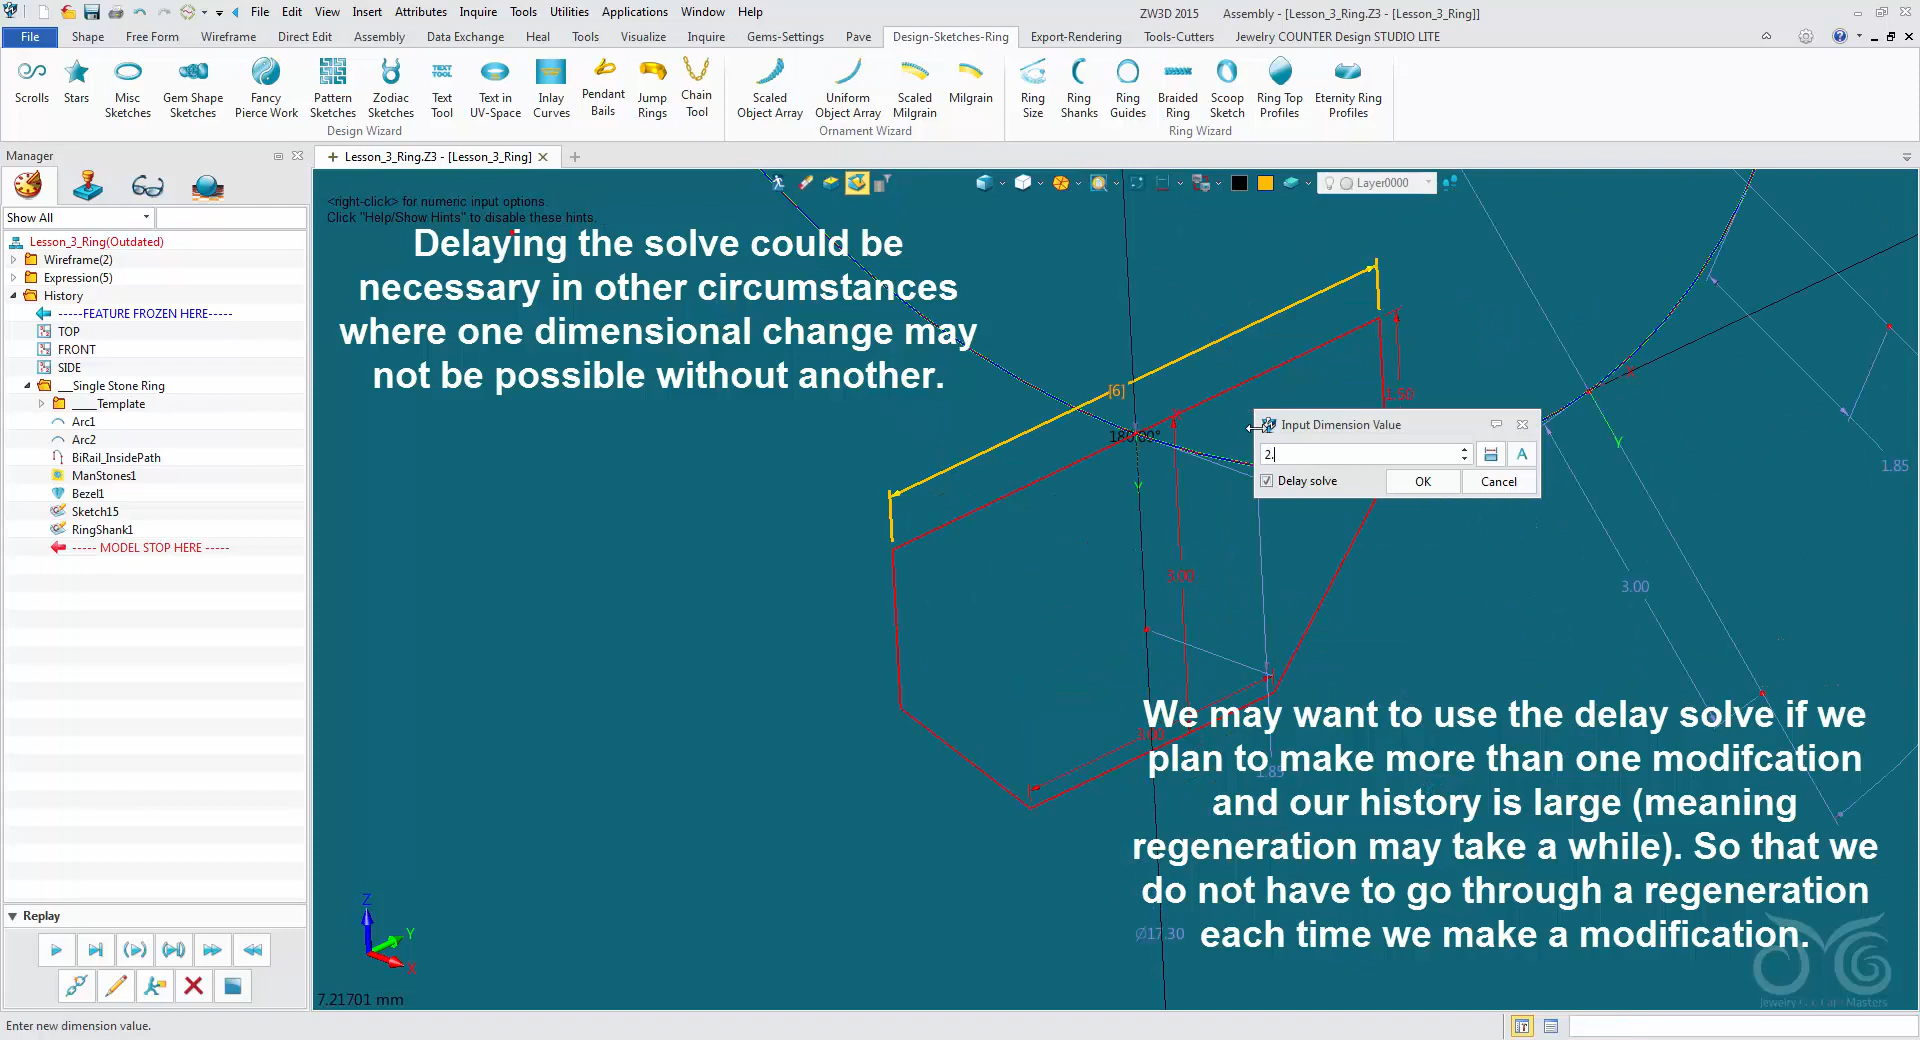 File Edit View Insert Attributes Inquire Tools Utilities Applications Window Help
ZW3D 2015 Assembly - [Lesson_3_Ring.Z3 - [Lesson_3_Ring]]
File Shape Free Form Wireframe Direct Edit Assembly Data Exchange Heal Tools Visualize Inquire Gems-Settings Pave Design-Sketches-Ring Export-Rendering Tools-Cutters Jewelry COUNTER Design STUDIO LITE
Scrolls Stars Misc Sketches Gem Shape Sketches Fancy Pierce Work Pattern Sketches Zodiac Sketches Text Tool Text in UV-Space Inlay Curves Pendant Bails Jump Rings Chain Tool Scaled Object Array Uniform Object Array Scaled Milgrain Milgrain Ring Size Ring Shanks Ring Guides Braided Ring Scoop Sketch Ring Top Profiles Eternity Ring Profiles
Design Wizard Ornament Wizard Ring Wizard
Manager
Lesson_3_Ring.Z3 - [Lesson_3_Ring]
Show All
Lesson_3_Ring(Outdated)
Wireframe(2)
Expression(5)
History
-----FEATURE FROZEN HERE-----
TOP
FRONT
SIDE
__Single Stone Ring
____Template
Arc1
Arc2
BiRail_InsidePath
ManStones1
Bezel1
Sketch15
RingShank1
----- MODEL STOP HERE -----
Replay
Layer0000
<right-click> for numeric input options.
Click "Help/Show Hints" to disable these hints.
Delaying the solve could be
necessary in other circumstances
where one dimensional change may
not be possible without another.
[6]
180.00°
1.50
3.00
3.00
1.85
3.00
1.85
Ø17.30
X
Y
Y
Input Dimension Value
2.
A
Delay solve OK Cancel
We may want to use the delay solve if we
plan to make more than one modifcation
and our history is large (meaning
regeneration may take a while). So that we
do not have to go through a regeneration
each time we make a modification.
Z
Y
X
7.21701 mm
Enter new dimension value.